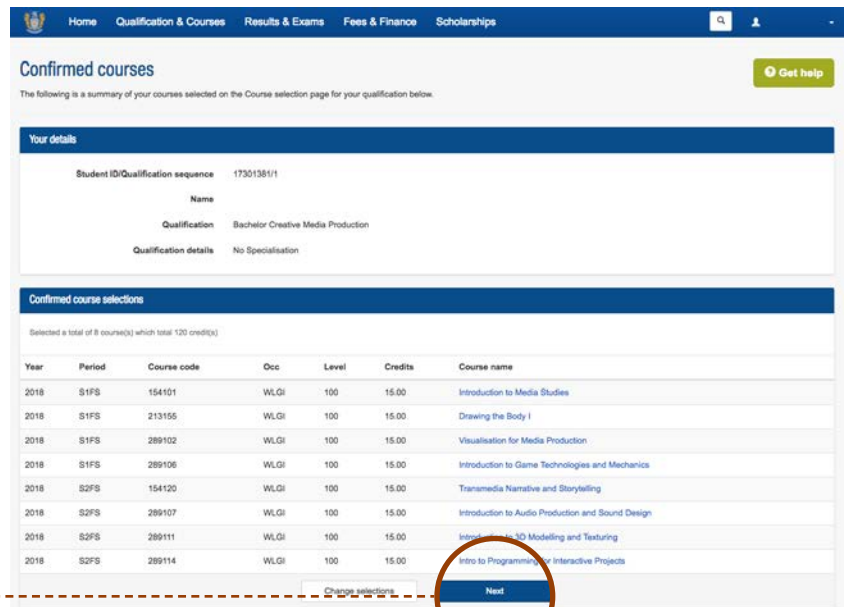 Home Qualification & Courses Results & Exams Fees & Finance Scholarships
Confirmed courses
Get help
The following is a summary of your courses selected on the Course selection page for your qualification below.
Your details
Student ID/Qualification sequence 17301381/1
Name
Qualification Bachelor Creative Media Production
Qualification details No Specialisation
Confirmed course selections
Selected a total of 8 course(s) which total 120 credit(s)
Year Period Course code Occ Level Credits Course name
2018 S1FS 154101 WLGI 100 15.00 Introduction to Media Studies
2018 S1FS 213155 WLGI 100 15.00 Drawing the Body I
2018 S1FS 289102 WLGI 100 15.00 Visualisation for Media Production
2018 S1FS 289106 WLGI 100 15.00 Introduction to Game Technologies and Mechanics
2018 S2FS 154120 WLGI 100 15.00 Transmedia Narrative and Storytelling
2018 S2FS 289107 WLGI 100 15.00 Introduction to Audio Production and Sound Design
2018 S2FS 289111 WLGI 100 15.00 Introduction to 3D Modelling and Texturing
2018 S2FS 289114 WLGI 100 15.00 Intro to Programming for Interactive Projects
Change selections Next